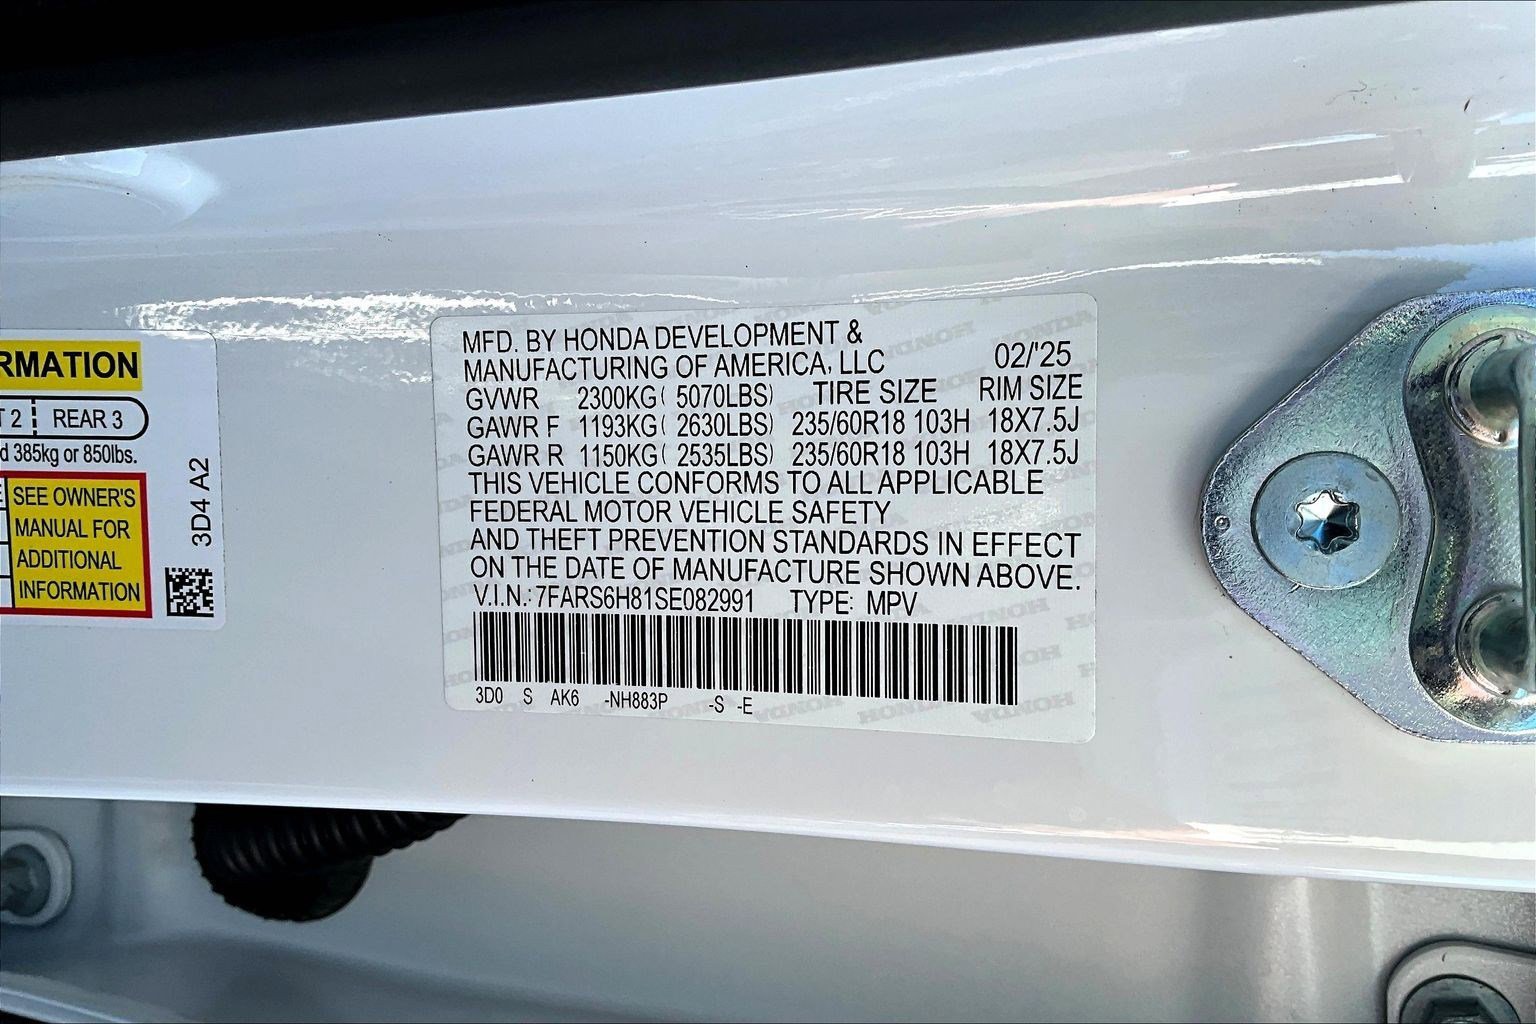 RMATION
T 2 REAR 3
d 385kg or 850lbs.
SEE OWNER'S
MANUAL FOR
ADDITIONAL
INFORMATION
3D4 A2
MFD. BY HONDA DEVELOPMENT &
MANUFACTURING OF AMERICA, LLC 02/'25
GVWR 2300KG( 5070LBS) TIRE SIZE RIM SIZE
GAWR F 1193KG( 2630LBS) 235/60R18 103H 18X7.5J
GAWR R 1150KG( 2535LBS) 235/60R18 103H 18X7.5J
THIS VEHICLE CONFORMS TO ALL APPLICABLE
FEDERAL MOTOR VEHICLE SAFETY
AND THEFT PREVENTION STANDARDS IN EFFECT
ON THE DATE OF MANUFACTURE SHOWN ABOVE.
V.I.N.: 7FARS6H81SE082991 TYPE: MPV
3D0 S AK6 -NH883P -S -E